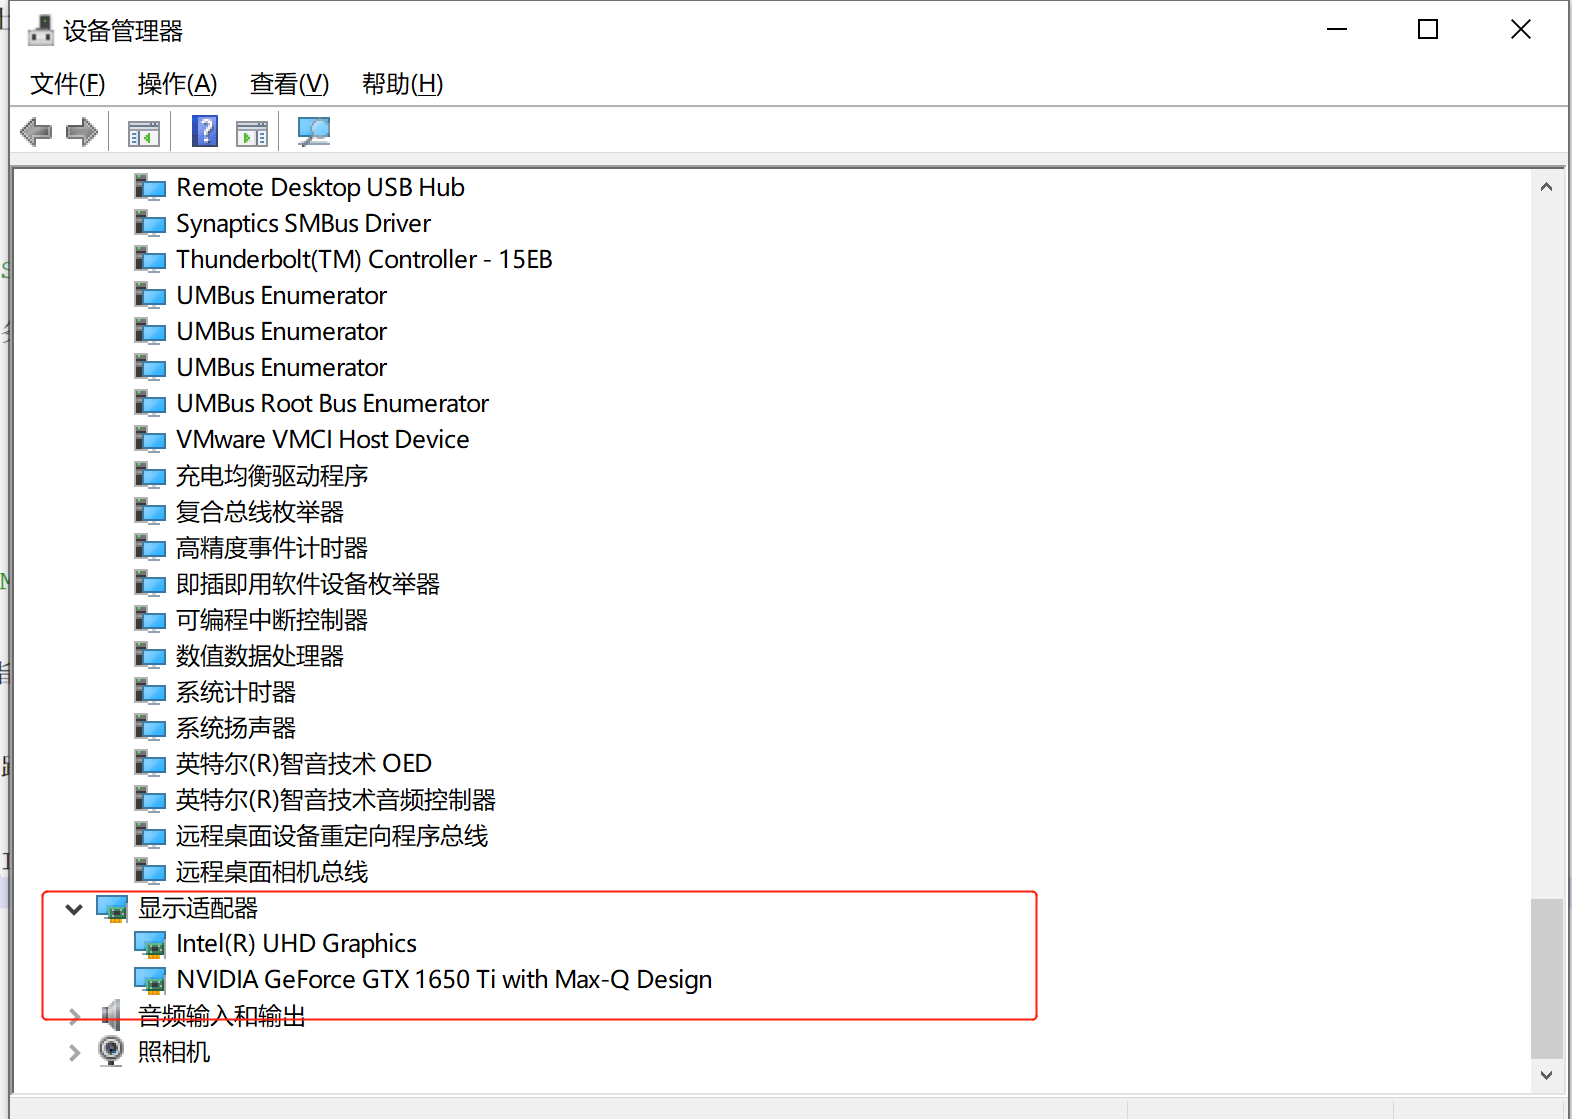 设备管理器
文件(F) 操作(A) 查看(V) 帮助(H)
Remote Desktop USB Hub
Synaptics SMBus Driver
Thunderbolt(TM) Controller - 15EB
UMBus Enumerator
UMBus Enumerator
UMBus Enumerator
UMBus Root Bus Enumerator
VMware VMCI Host Device
充电均衡驱动程序
复合总线枚举器
高精度事件计时器
即插即用软件设备枚举器
可编程中断控制器
数值数据处理器
系统计时器
系统扬声器
英特尔(R)智音技术 OED
英特尔(R)智音技术音频控制器
远程桌面设备重定向程序总线
远程桌面相机总线
显示适配器
Intel(R) UHD Graphics
NVIDIA GeForce GTX 1650 Ti with Max-Q Design
音频输入和输出
照相机